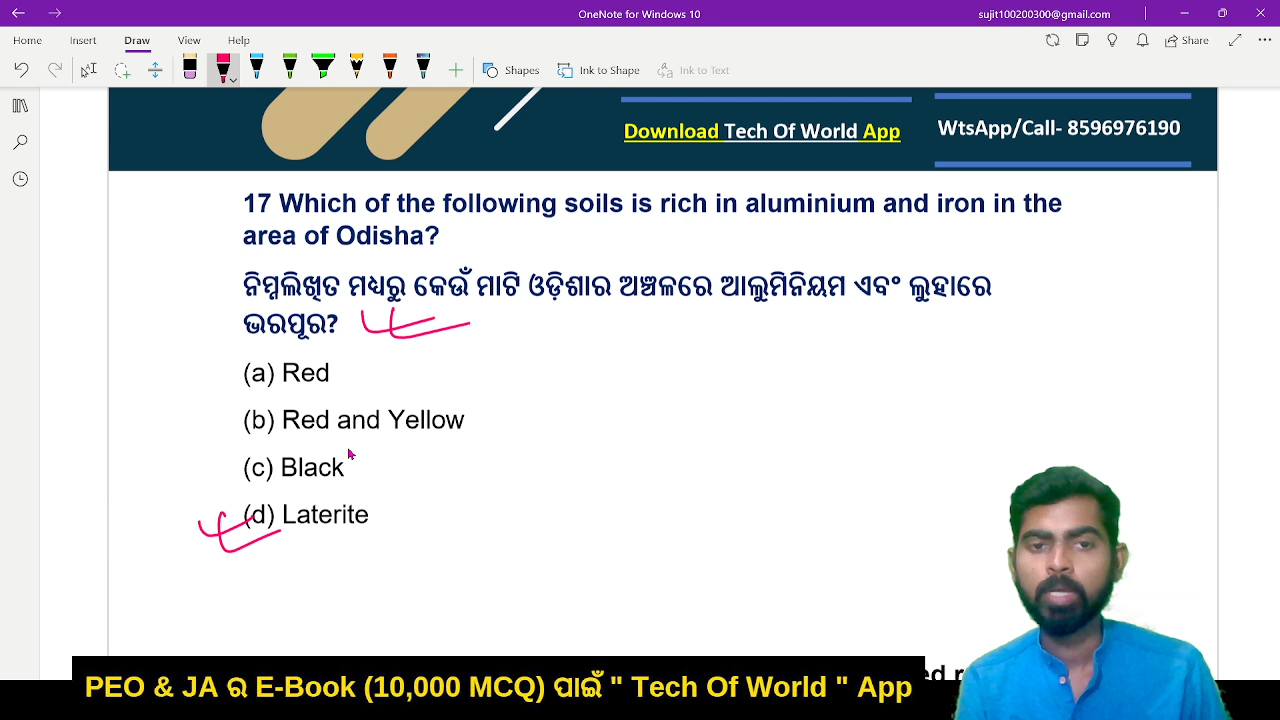 OneNote for Windows 10
sujit100200300@gmail.com
Home Insert Draw View Help
Share
Shapes Ink to Shape Ink to Text
Download Tech Of World App
WtsApp/Call- 8596976190
17 Which of the following soils is rich in aluminium and iron in the
area of Odisha?
ନିମ୍ନଲିଖିତ ମଧ୍ୟରୁ କେଉଁ ମାଟି ଓଡ଼ିଶାର ଅଞ୍ଚଳରେ ଆଲୁମିନିୟମ ଏବଂ ଲୁହାରେ
ଭରପୂର?
(a) Red
(b) Red and Yellow
(c) Black
(d) Laterite
PEO & JA ର E-Book (10,000 MCQ) ପାଇଁ " Tech Of World " App